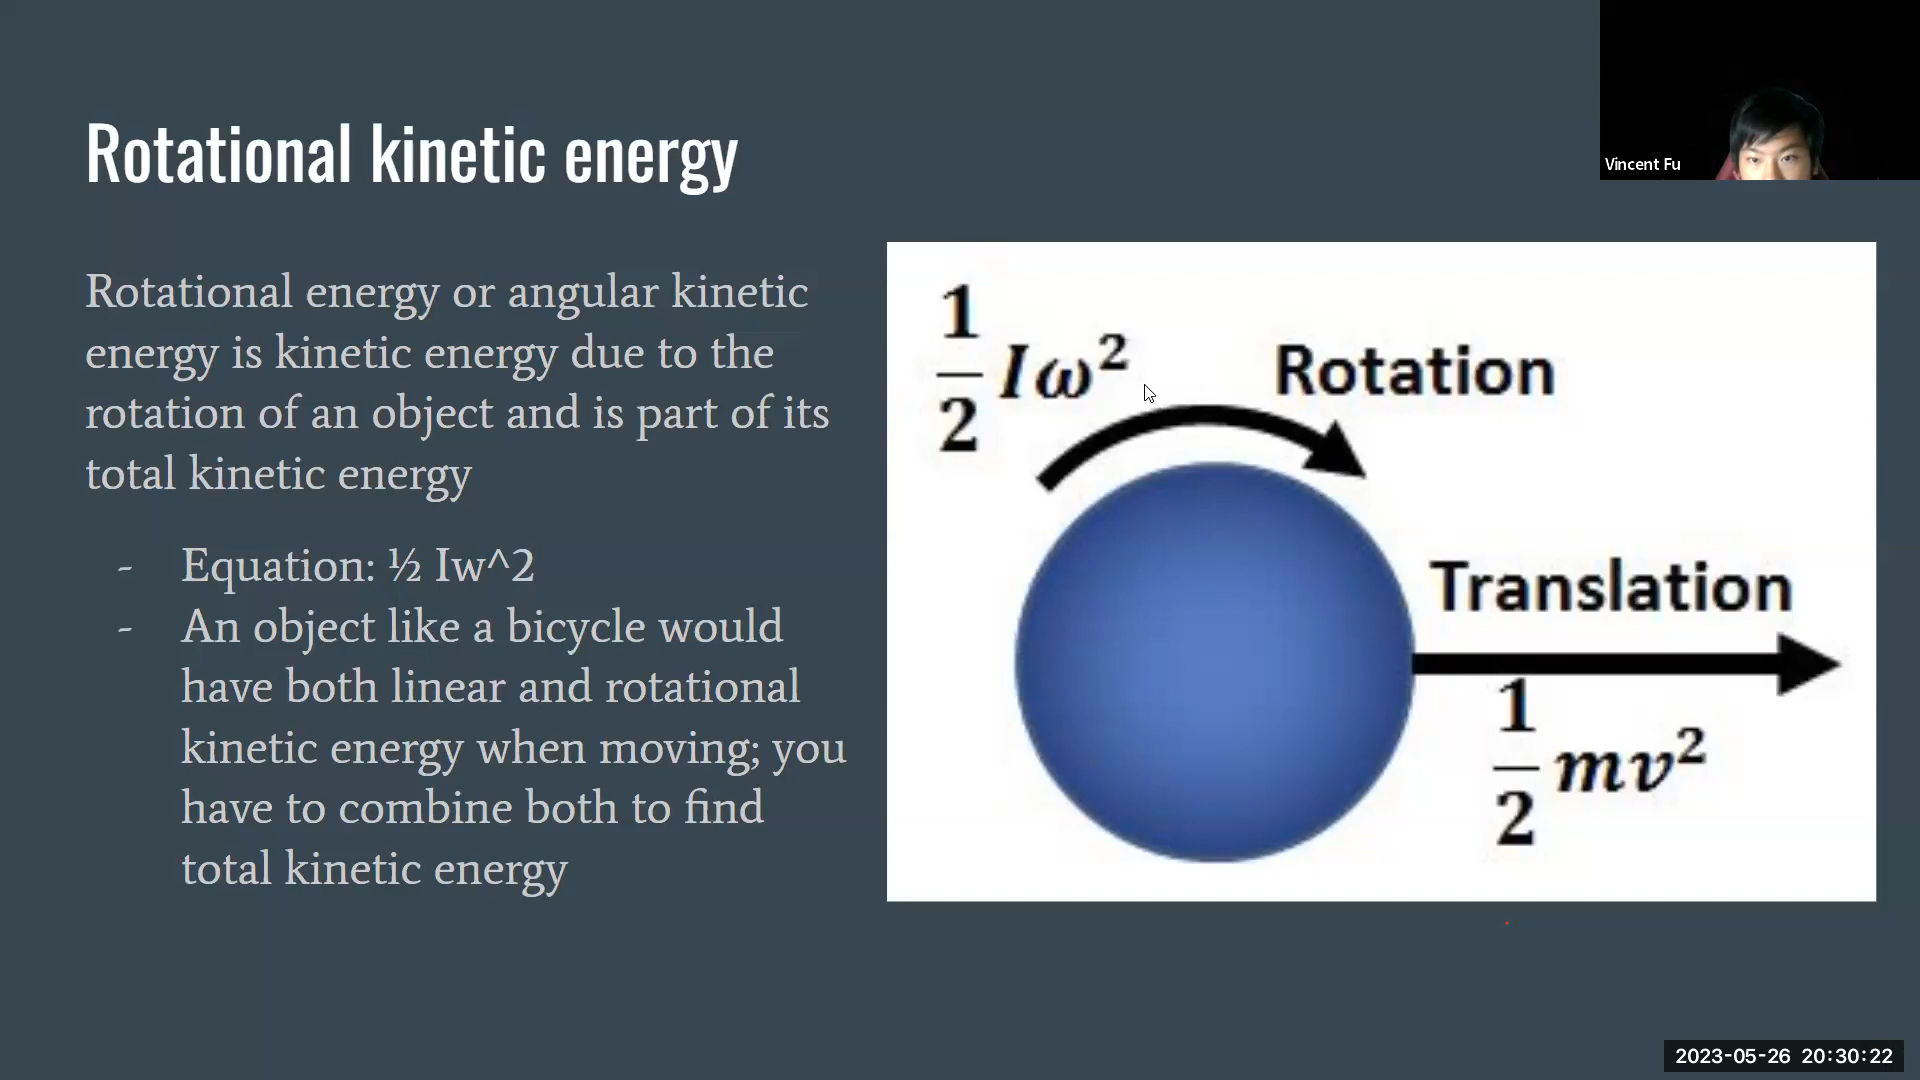 Rotational kinetic energy
Vincent Fu
Rotational energy or angular kinetic
energy is kinetic energy due to the
rotation of an object and is part of its
total kinetic energy
- Equation: ½ Iw^2
- An object like a bicycle would
have both linear and rotational
kinetic energy when moving; you
have to combine both to find
total kinetic energy
1/2 Iω²
Rotation
Translation
1/2 mv²
2023-05-26 20:30:22